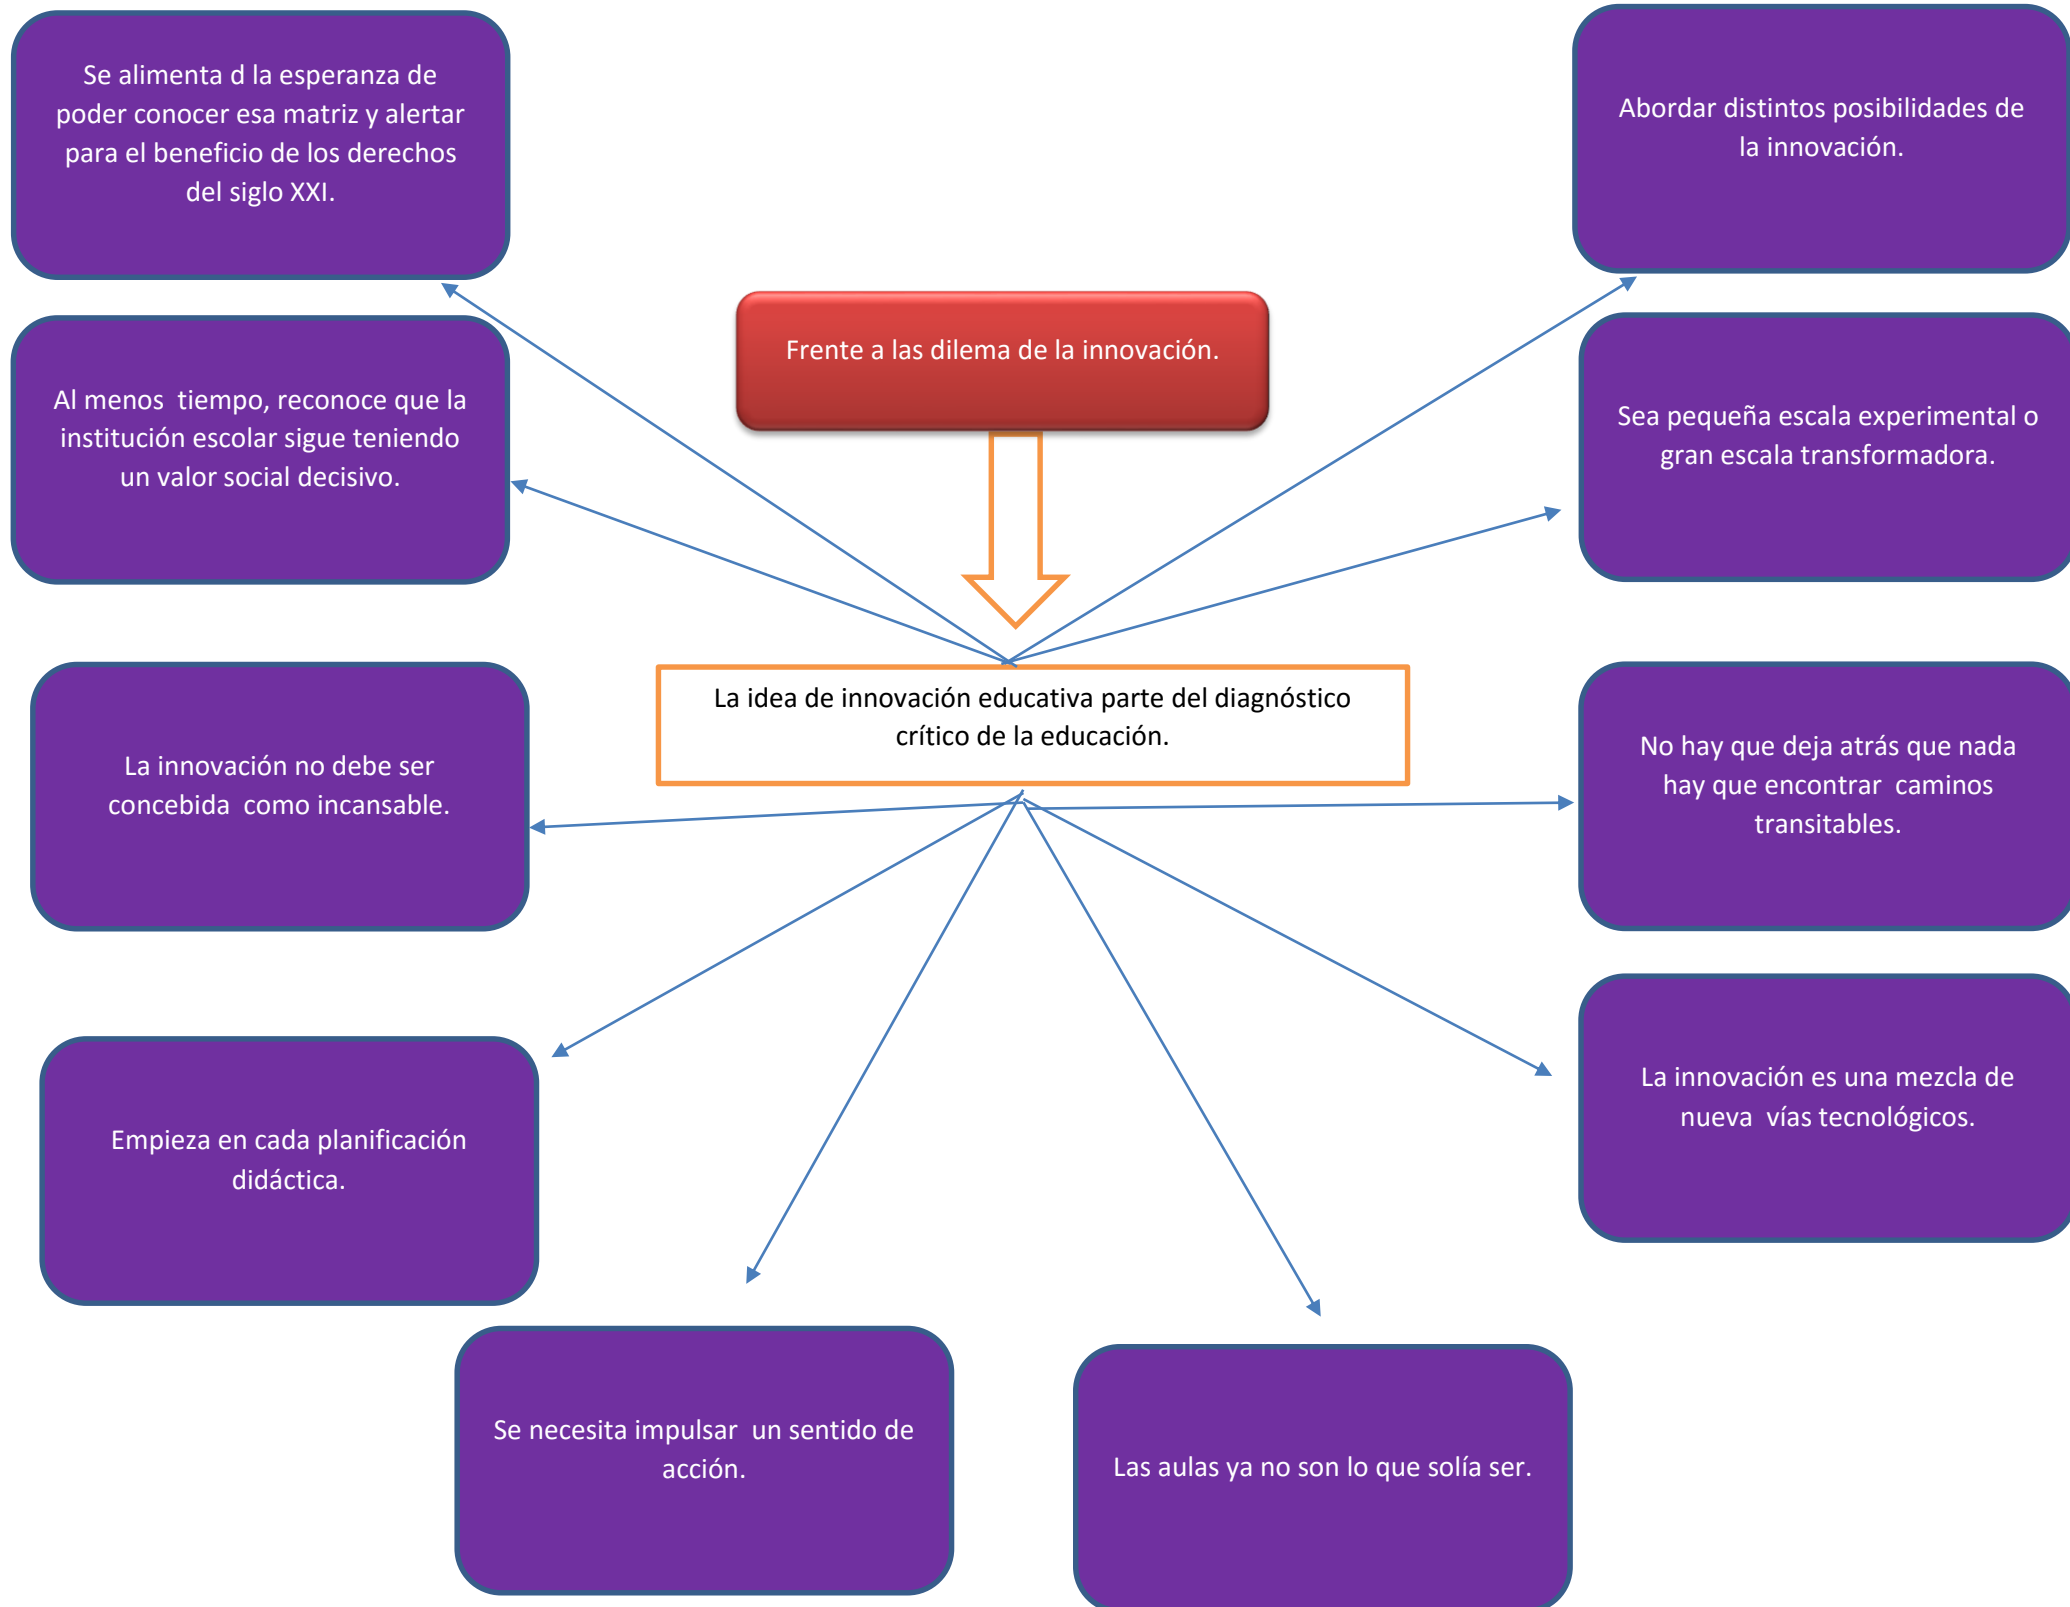 Se alimenta d la esperanza de
poder conocer esa matriz y alertar
para el beneficio de los derechos
del siglo XXI.
Abordar distintos posibilidades de
la innovación.
Frente a las dilema de la innovación.
Al menos  tiempo, reconoce que la
institución escolar sigue teniendo
un valor social decisivo.
Sea pequeña escala experimental o
gran escala transformadora.
La idea de innovación educativa parte del diagnóstico
crítico de la educación.
La innovación no debe ser
concebida  como incansable.
No hay que deja atrás que nada
hay que encontrar  caminos
transitables.
Empieza en cada planificación
didáctica.
La innovación es una mezcla de
nueva  vías tecnológicos.
Se necesita impulsar  un sentido de
acción.
Las aulas ya no son lo que solía ser.